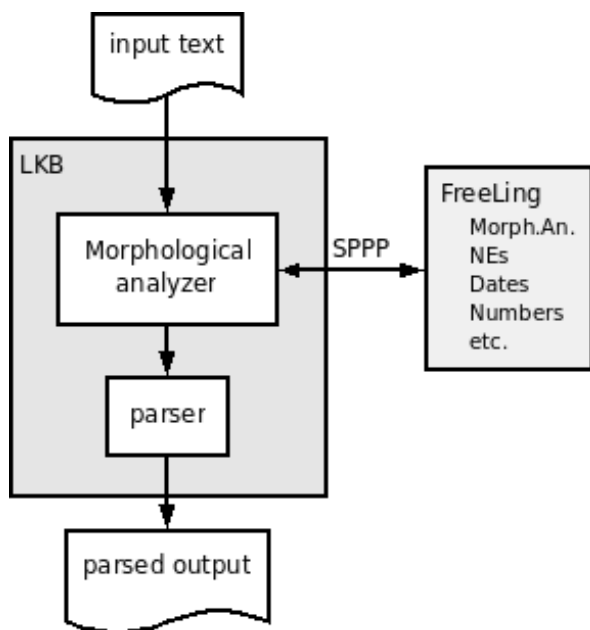 input text
LKB
Morphological
analyzer
SPPP
FreeLing
Morph.An.
NEs
Dates
Numbers
etc.
parser
parsed output